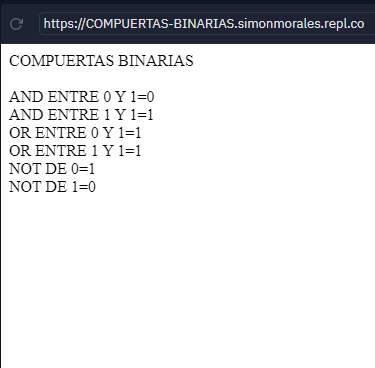 https://COMPUERTAS-BINARIAS.simonmorales.repl.co
COMPUERTAS BINARIAS
AND ENTRE 0 Y 1=0
AND ENTRE 1 Y 1=1
OR ENTRE 0 Y 1=1
OR ENTRE 1 Y 1=1
NOT DE 0=1
NOT DE 1=0